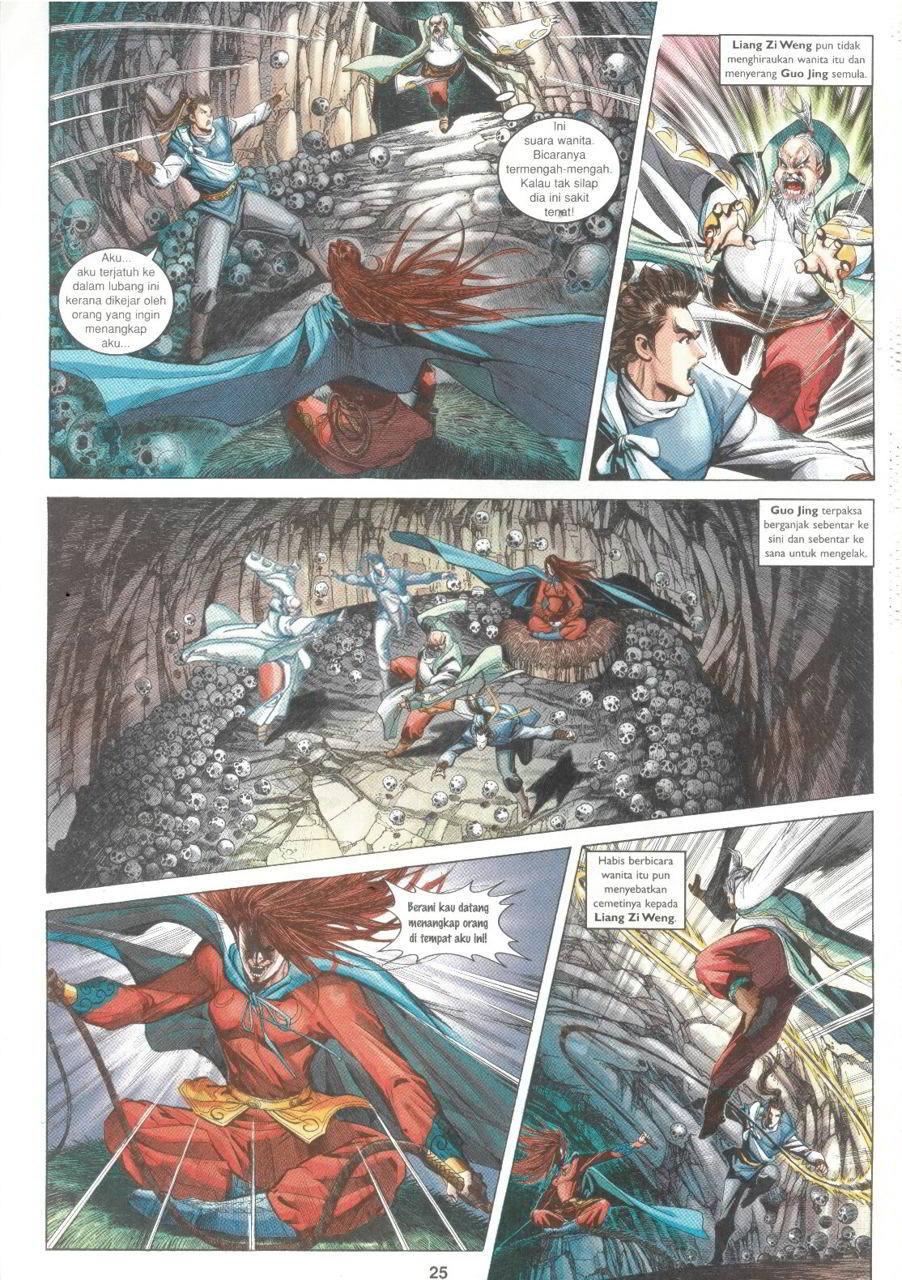 Ini
suara wanita.
Bicaranya
termengah-mengah.
Kalau tak silap
dia ini sakit
tenat!
Aku...
aku terjatuh ke
dalam lubang ini
kerana dikejar oleh
orang yang ingin
menangkap
aku...
Liang Zi Weng pun tidak
menghiraukan wanita itu dan
menyerang Guo Jing semula.
Guo Jing terpaksa
berganjak sebentar ke
sini dan sebentar ke
sana untuk mengelak.
Berani kau datang
menangkap orang
di tempat aku ini!
Habis berbicara
wanita itu pun
menyebatkan
cemetinya kepada
Liang Zi Weng.
25